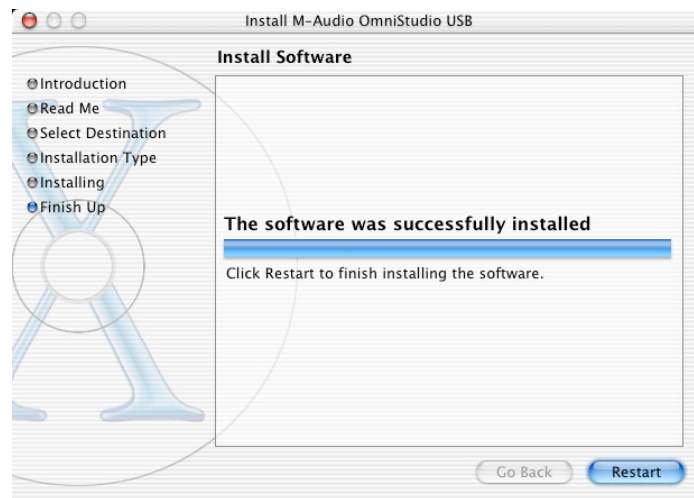 Install M-Audio OmniStudio USB
Install Software
Introduction
Read Me
Select Destination
Installation Type
Installing
Finish Up
The software was successfully installed
Click Restart to finish installing the software.
Go Back
Restart